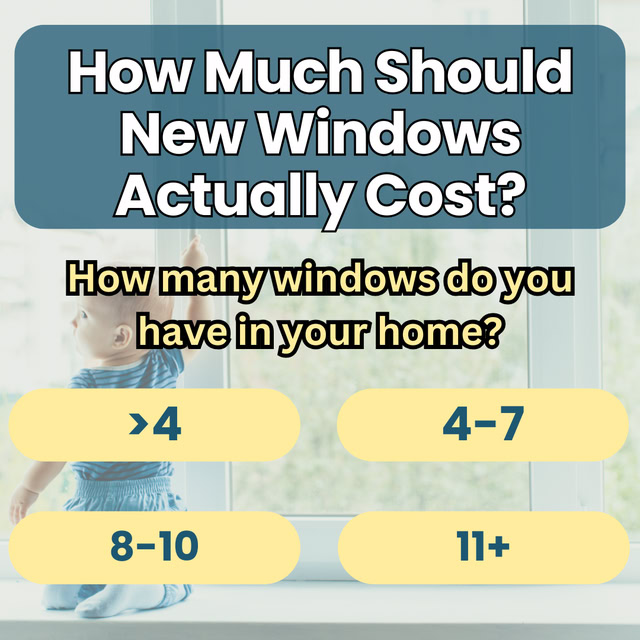 How Much Should
New Windows
Actually Cost?
How many windows do you
have in your home?
>4
4-7
8-10
11+